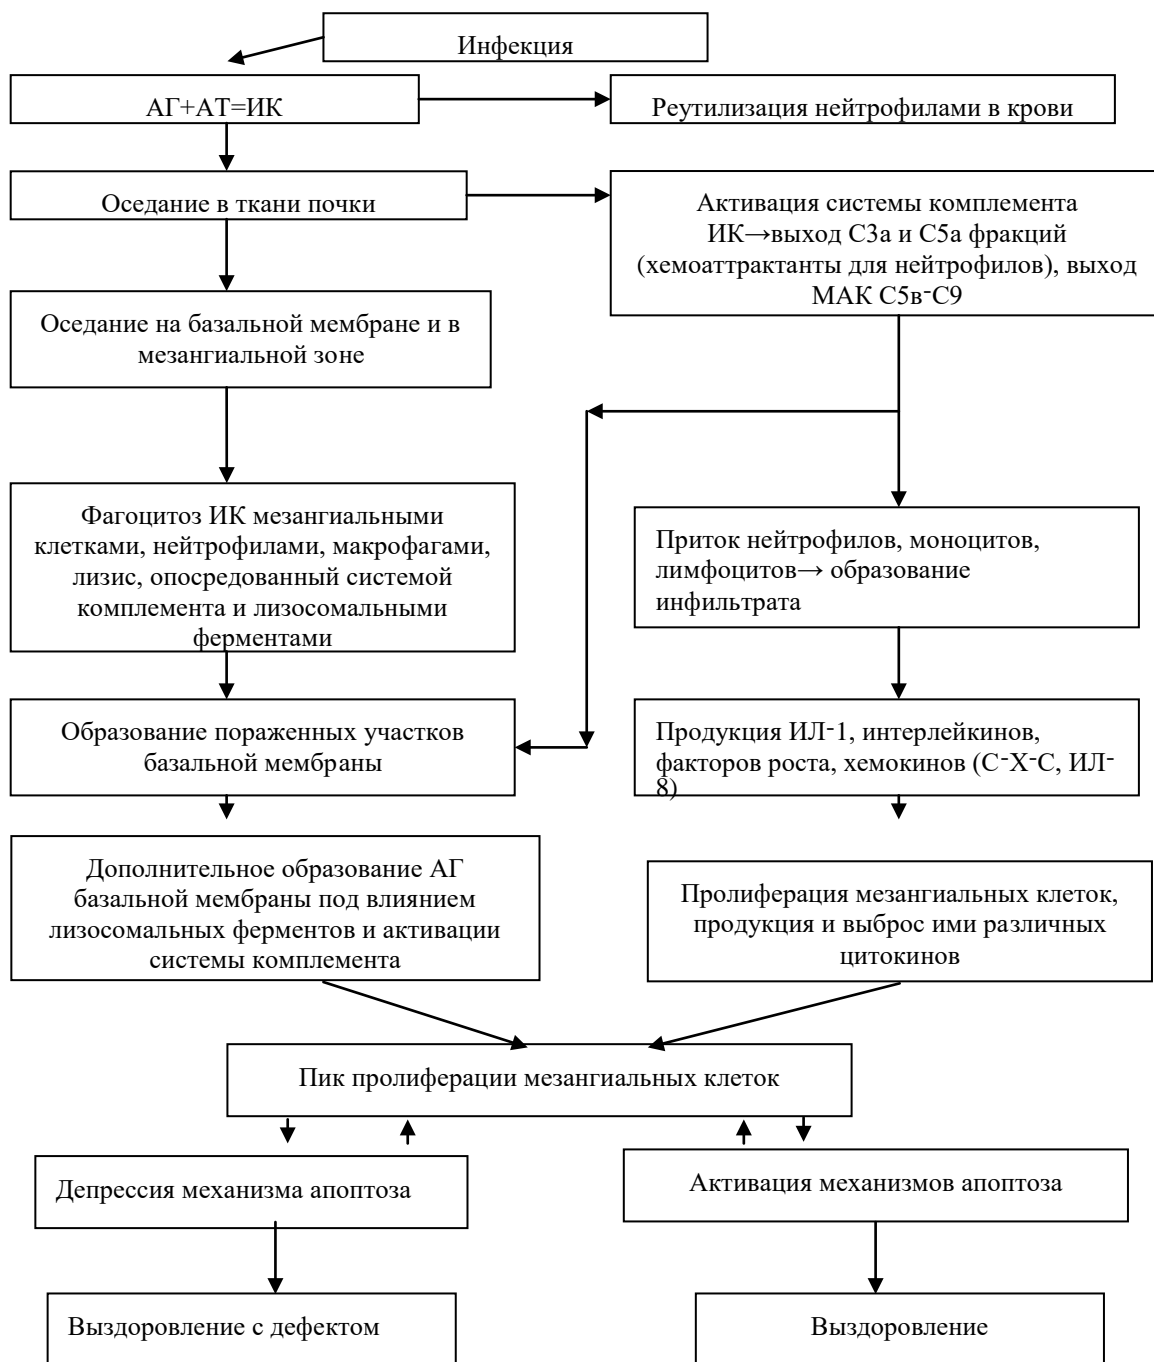 Инфекция
АГ+АТ=ИК
Реутилизация нейтрофилами в крови
Оседание в ткани почки
Активация системы комплемента
ИК→выход С3а и С5а фракций
(хемоаттрактанты для нейтрофилов), выход
МАК С5в-С9
Оседание на базальной мембране и в
мезангиальной зоне
Фагоцитоз ИК мезангиальными
клетками, нейтрофилами, макрофагами,
лизис, опосредованный системой
комплемента и лизосомальными
ферментами
Приток нейтрофилов, моноцитов,
лимфоцитов→ образование
инфильтрата
Образование пораженных участков
базальной мембраны
Продукция ИЛ-1, интерлейкинов,
факторов роста, хемокинов (С-Х-С, ИЛ-
8)
Дополнительное образование АГ
базальной мембраны под влиянием
лизосомальных ферментов и активации
системы комплемента
Пролиферация мезангиальных клеток,
продукция и выброс ими различных
цитокинов
Пик пролиферации мезангиальных клеток
Депрессия механизма апоптоза
Активация механизмов апоптоза
Выздоровление с дефектом
Выздоровление